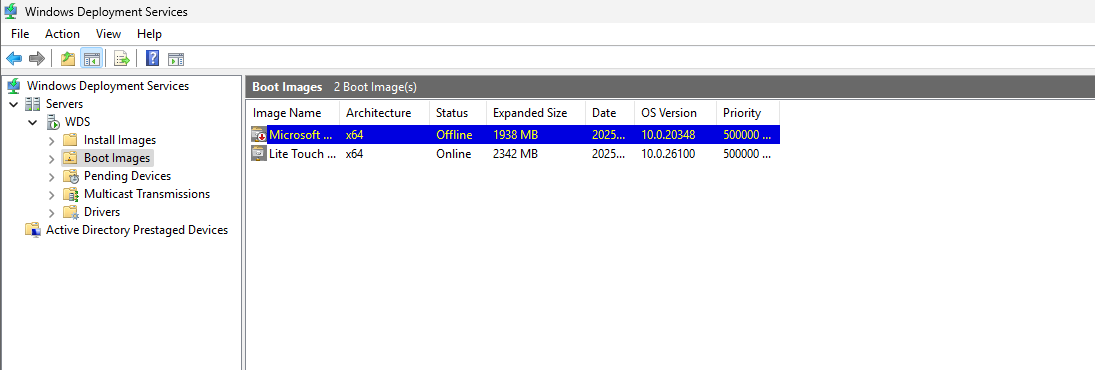 Windows Deployment Services
File Action View Help
Windows Deployment Services
Servers
WDS
Install Images
Boot Images
Pending Devices
Multicast Transmissions
Drivers
Active Directory Prestaged Devices
Boot Images 2 Boot Image(s)
Image Name Architecture Status Expanded Size Date OS Version Priority
Microsoft ... x64 Offline 1938 MB 2025... 10.0.20348 500000 ...
Lite Touch ... x64 Online 2342 MB 2025... 10.0.26100 500000 ...